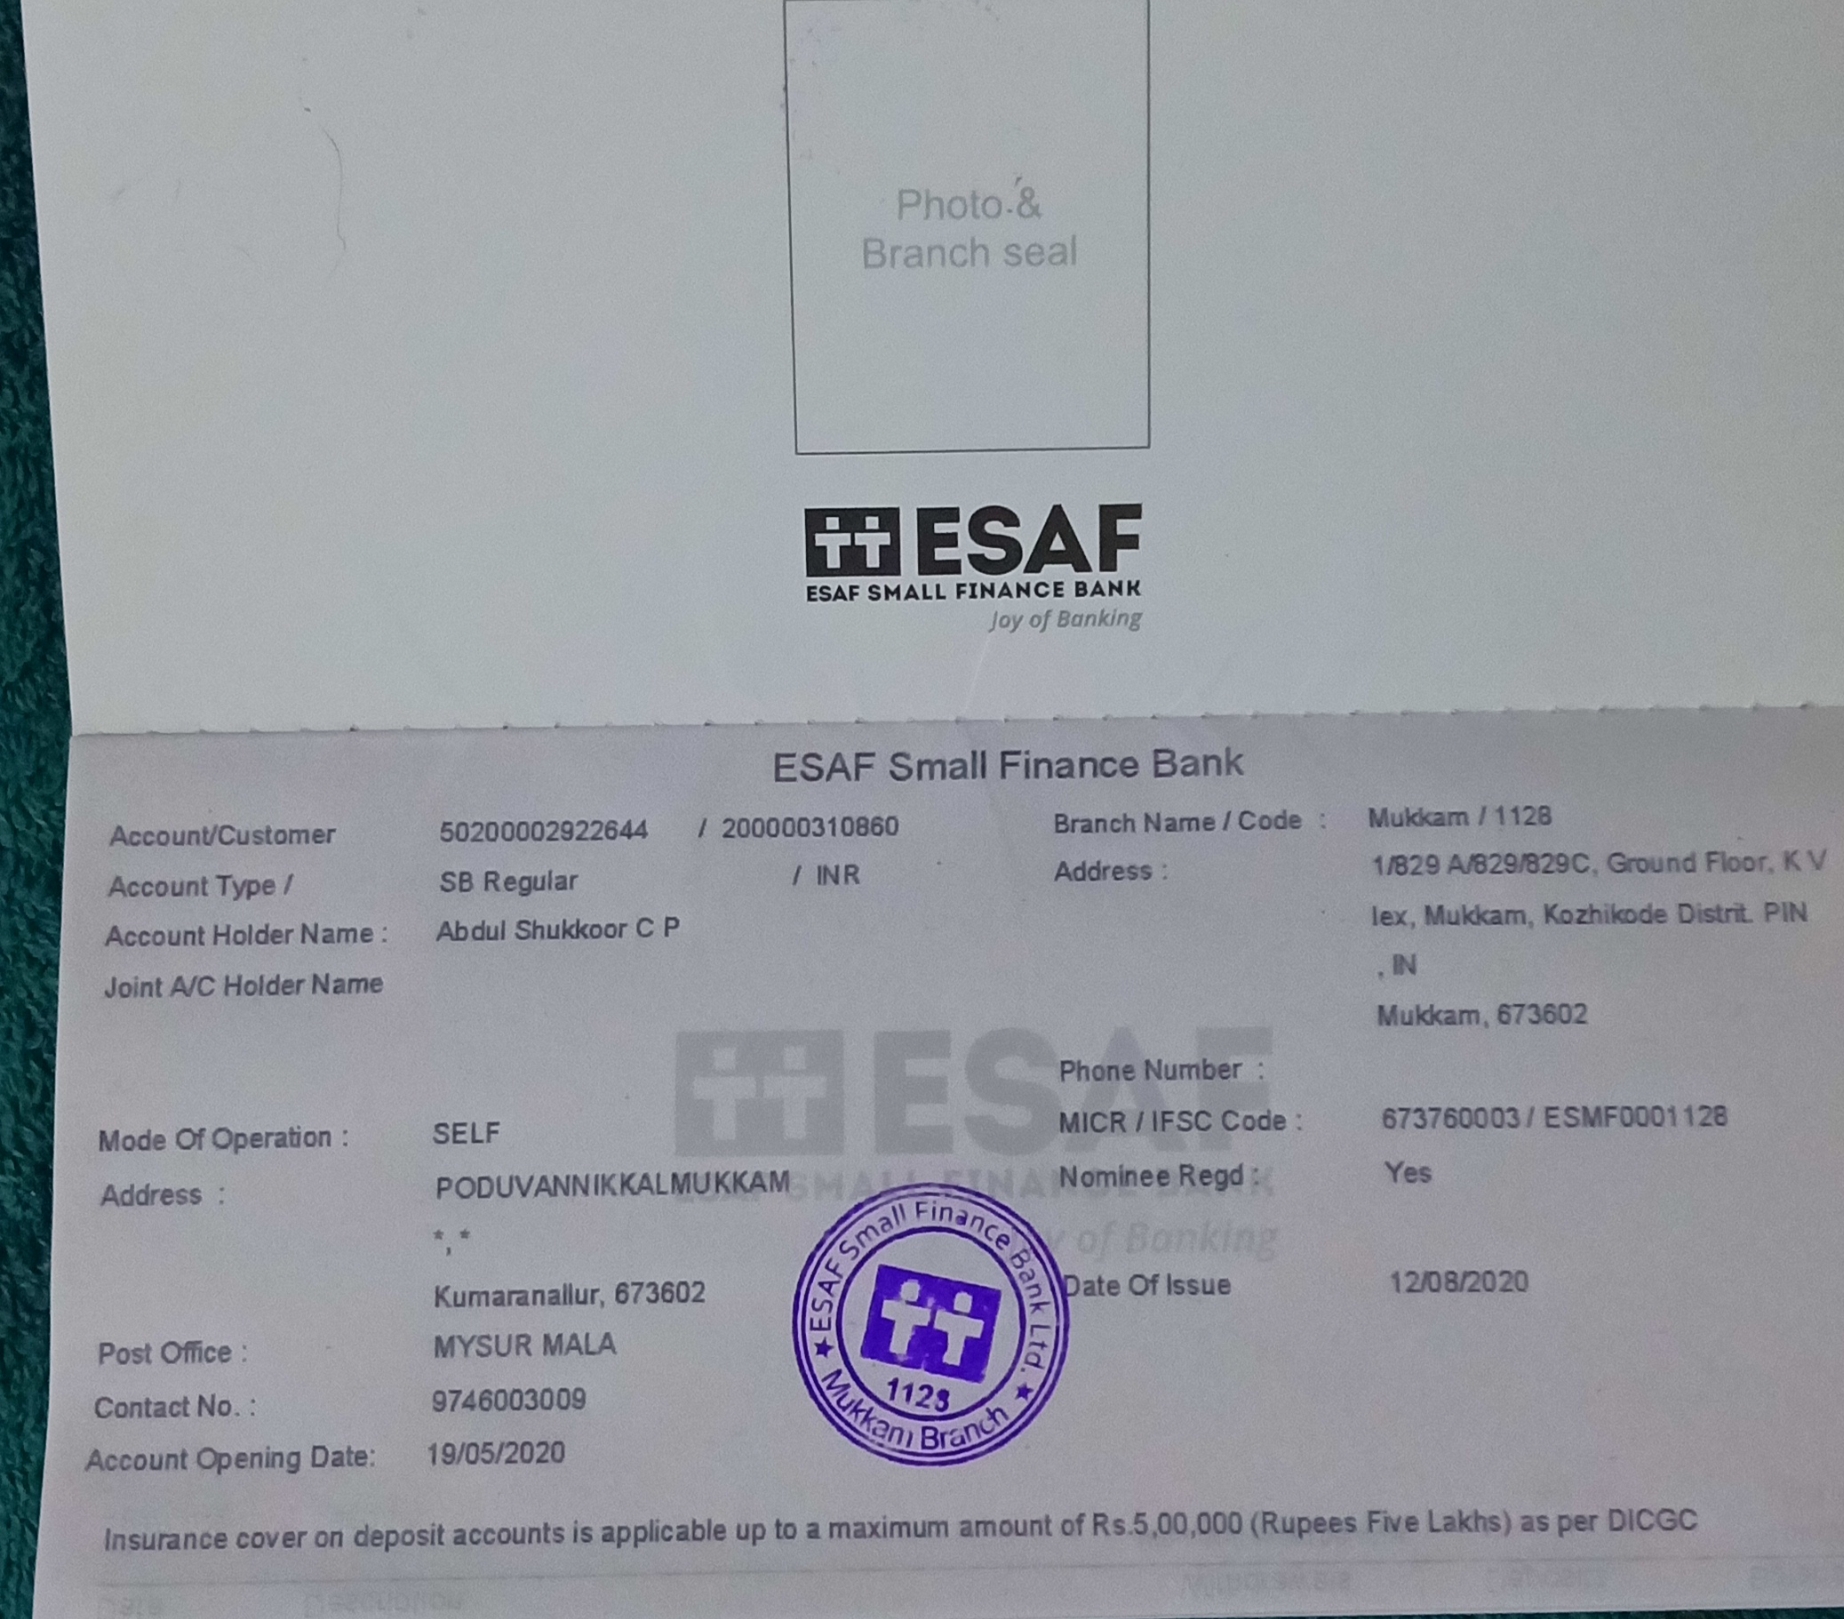 Photo & 
Branch seal
ESAF
ESAF SMALL FINANCE BANK
Joy of Banking
ESAF Small Finance Bank
Account/Customer 50200002922644 / 200000310860 Branch Name / Code : Mukkam / 1128
Account Type / SB Regular / INR Address : 1/829 A/829/829C, Ground Floor, K V
Account Holder Name : Abdul Shukkoor C P lex, Mukkam, Kozhikode Distrit. PIN
Joint A/C Holder Name , IN
Mukkam, 673602
ESAF
Phone Number :
Mode Of Operation : SELF MICR / IFSC Code : 673760003 / ESMF0001128
Address : PODUVANNIKKALMUKKAM Nominee Regd : Yes
SMALL FINANCE BANK
*, *
of Banking
Kumaranallur, 673602 Date Of Issue 12/08/2020
Post Office : MYSUR MALA
Contact No. : 9746003009
Account Opening Date: 19/05/2020
★ ESAF Small Finance Bank Ltd. ★
1128
Mukkam Branch
Insurance cover on deposit accounts is applicable up to a maximum amount of Rs.5,00,000 (Rupees Five Lakhs) as per DICGC